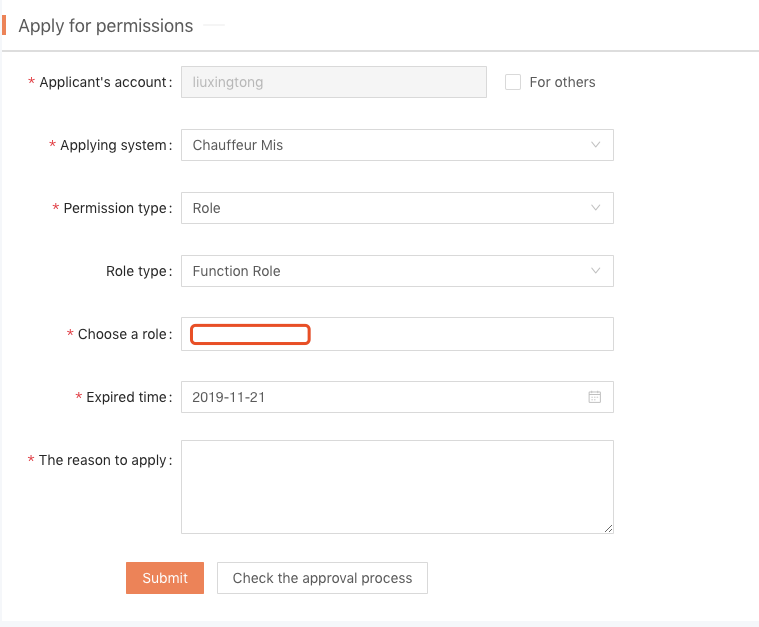 Apply for permissions
* Applicant's account: liuxingtong For others
* Applying system: Chauffeur Mis
* Permission type: Role
Role type: Function Role
* Choose a role:
* Expired time: 2019-11-21
* The reason to apply:
Submit Check the approval process